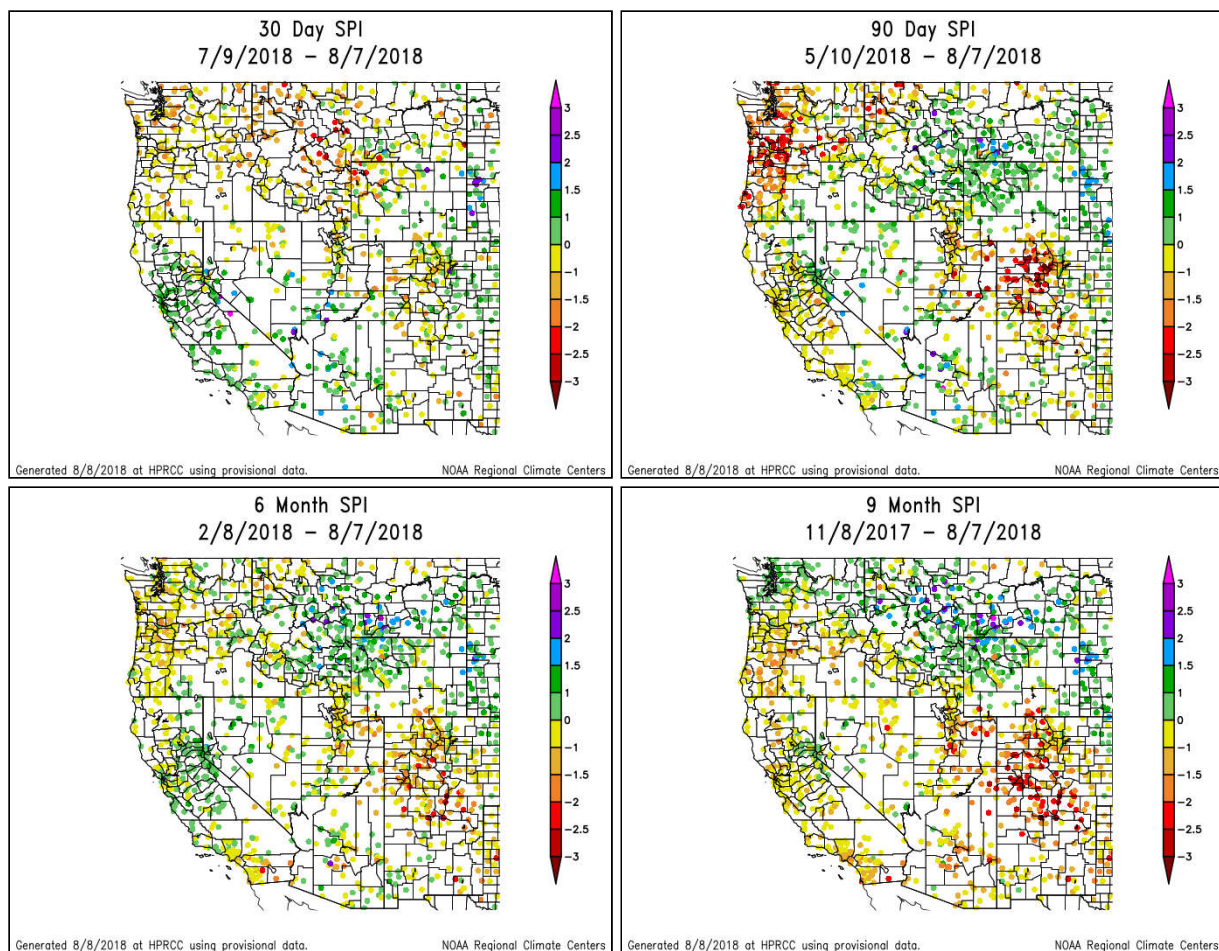 30 Day SPI
7/9/2018 – 8/7/2018
3
2.5
2
1.5
1
0
−1
−1.5
−2
−2.5
−3
Generated 8/8/2018 at HPRCC using provisional data.
NOAA Regional Climate Centers
90 Day SPI
5/10/2018 – 8/7/2018
3
2.5
2
1.5
1
0
−1
−1.5
−2
−2.5
−3
Generated 8/8/2018 at HPRCC using provisional data.
NOAA Regional Climate Centers
6 Month SPI
2/8/2018 – 8/7/2018
3
2.5
2
1.5
1
0
−1
−1.5
−2
−2.5
−3
Generated 8/8/2018 at HPRCC using provisional data.
NOAA Regional Climate Centers
9 Month SPI
11/8/2017 – 8/7/2018
3
2.5
2
1.5
1
0
−1
−1.5
−2
−2.5
−3
Generated 8/8/2018 at HPRCC using provisional data.
NOAA Regional Climate Centers